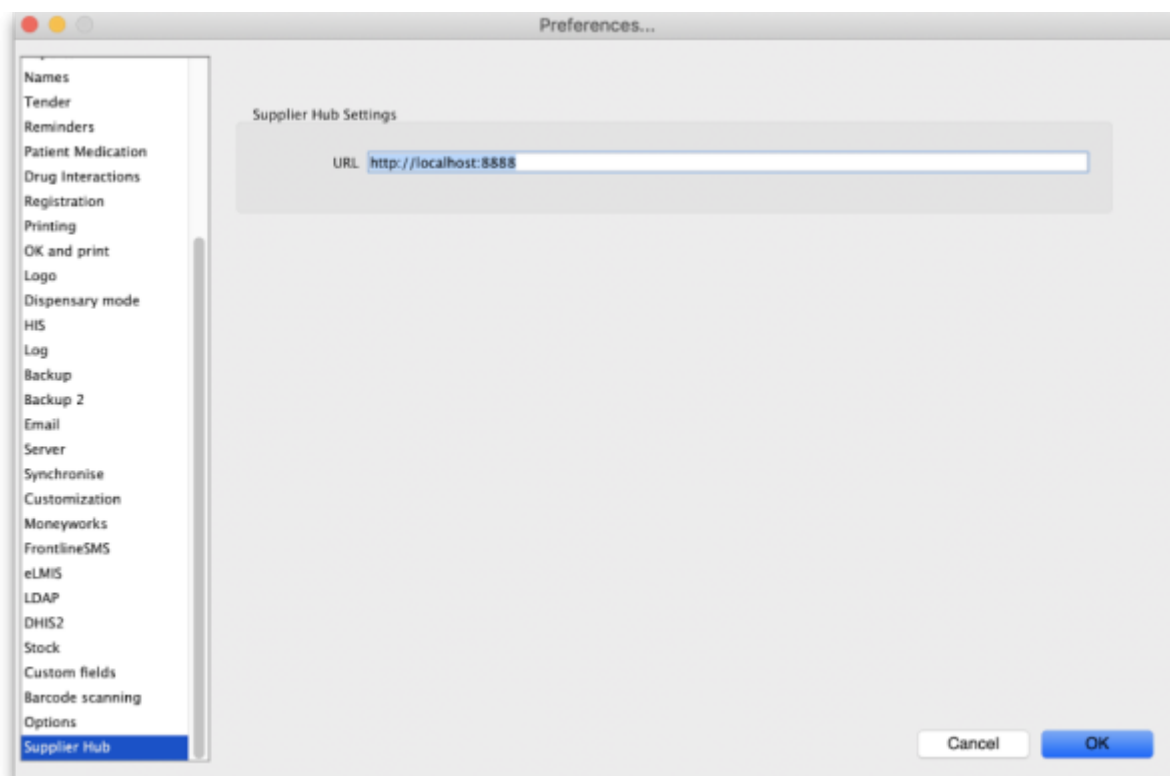 Preferences...
Names
Tender
Reminders
Patient Medication
Drug Interactions
Registration
Printing
OK and print
Logo
Dispensary mode
HIS
Log
Backup
Backup 2
Email
Server
Synchronise
Customization
Moneyworks
FrontlineSMS
eLMIS
LDAP
DHIS2
Stock
Custom fields
Barcode scanning
Options
Supplier Hub
Supplier Hub Settings
URL http://localhost:8888
Cancel OK